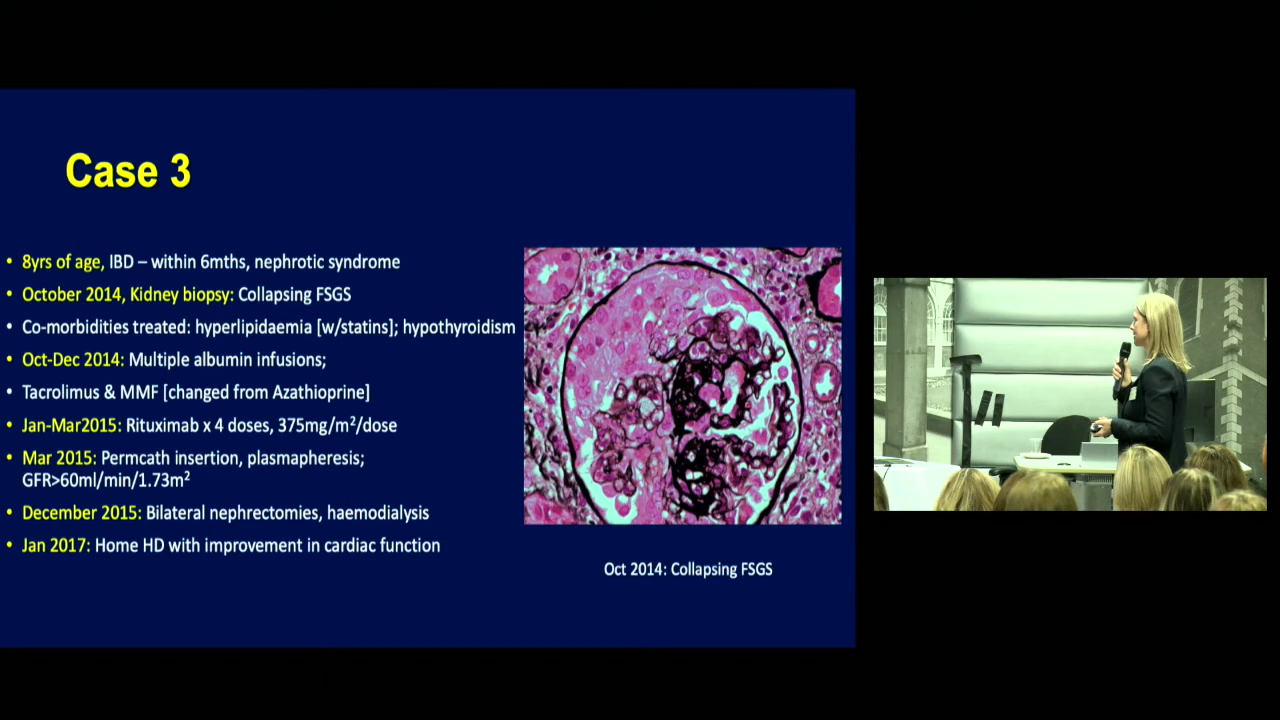 Case 3
• 8yrs of age, IBD – within 6mths, nephrotic syndrome
• October 2014, Kidney biopsy: Collapsing FSGS
• Co-morbidities treated: hyperlipidaemia [w/statins]; hypothyroidism
• Oct-Dec 2014: Multiple albumin infusions;
• Tacrolimus & MMF [changed from Azathioprine]
• Jan-Mar2015: Rituximab x 4 doses, 375mg/m²/dose
• Mar 2015: Permcath insertion, plasmapheresis;
GFR>60ml/min/1.73m²
• December 2015: Bilateral nephrectomies, haemodialysis
• Jan 2017: Home HD with improvement in cardiac function
Oct 2014: Collapsing FSGS